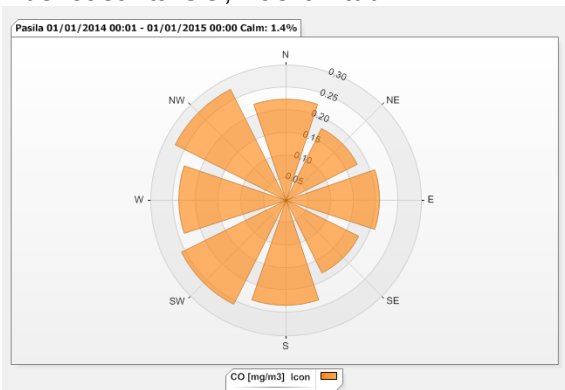 Pasila 01/01/2014 00:01 - 01/01/2015 00:00 Calm: 1.4%
N
0.30
NW
0.25
NE
0.20
0.15
0.10
0.05
W
E
SW
SE
S
CO [mg/m3] Icon